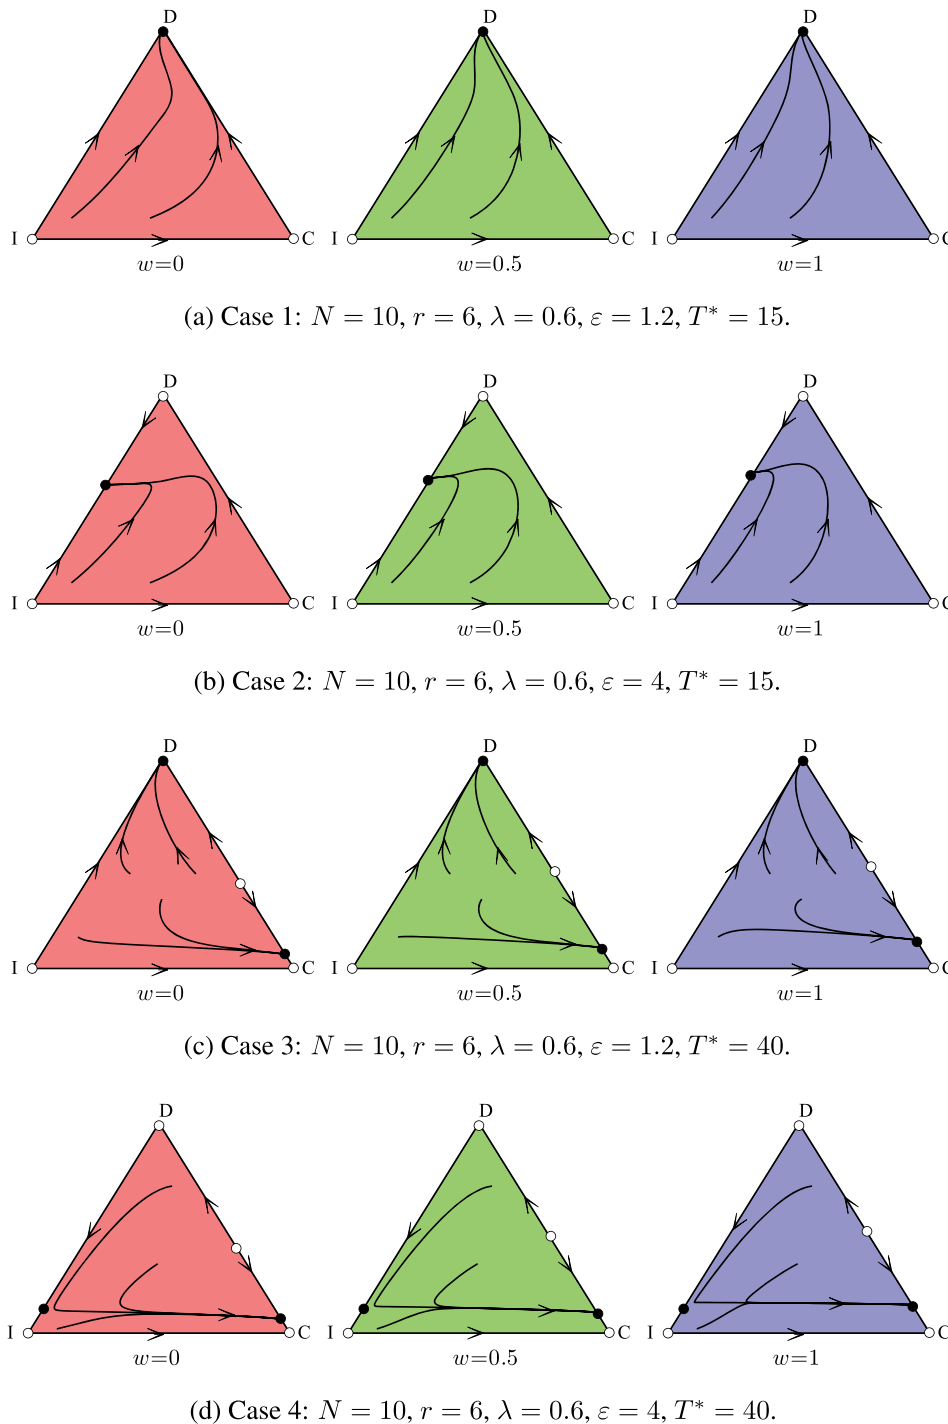 D D D
I C I C I C
w=0 w=0.5 w=1
(a) Case 1: N = 10, r = 6, λ = 0.6, ε = 1.2, T* = 15.
D D D
I C I C I C
w=0 w=0.5 w=1
(b) Case 2: N = 10, r = 6, λ = 0.6, ε = 4, T* = 15.
D D D
I C I C I C
w=0 w=0.5 w=1
(c) Case 3: N = 10, r = 6, λ = 0.6, ε = 1.2, T* = 40.
D D D
I C I C I C
w=0 w=0.5 w=1
(d) Case 4: N = 10, r = 6, λ = 0.6, ε = 4, T* = 40.